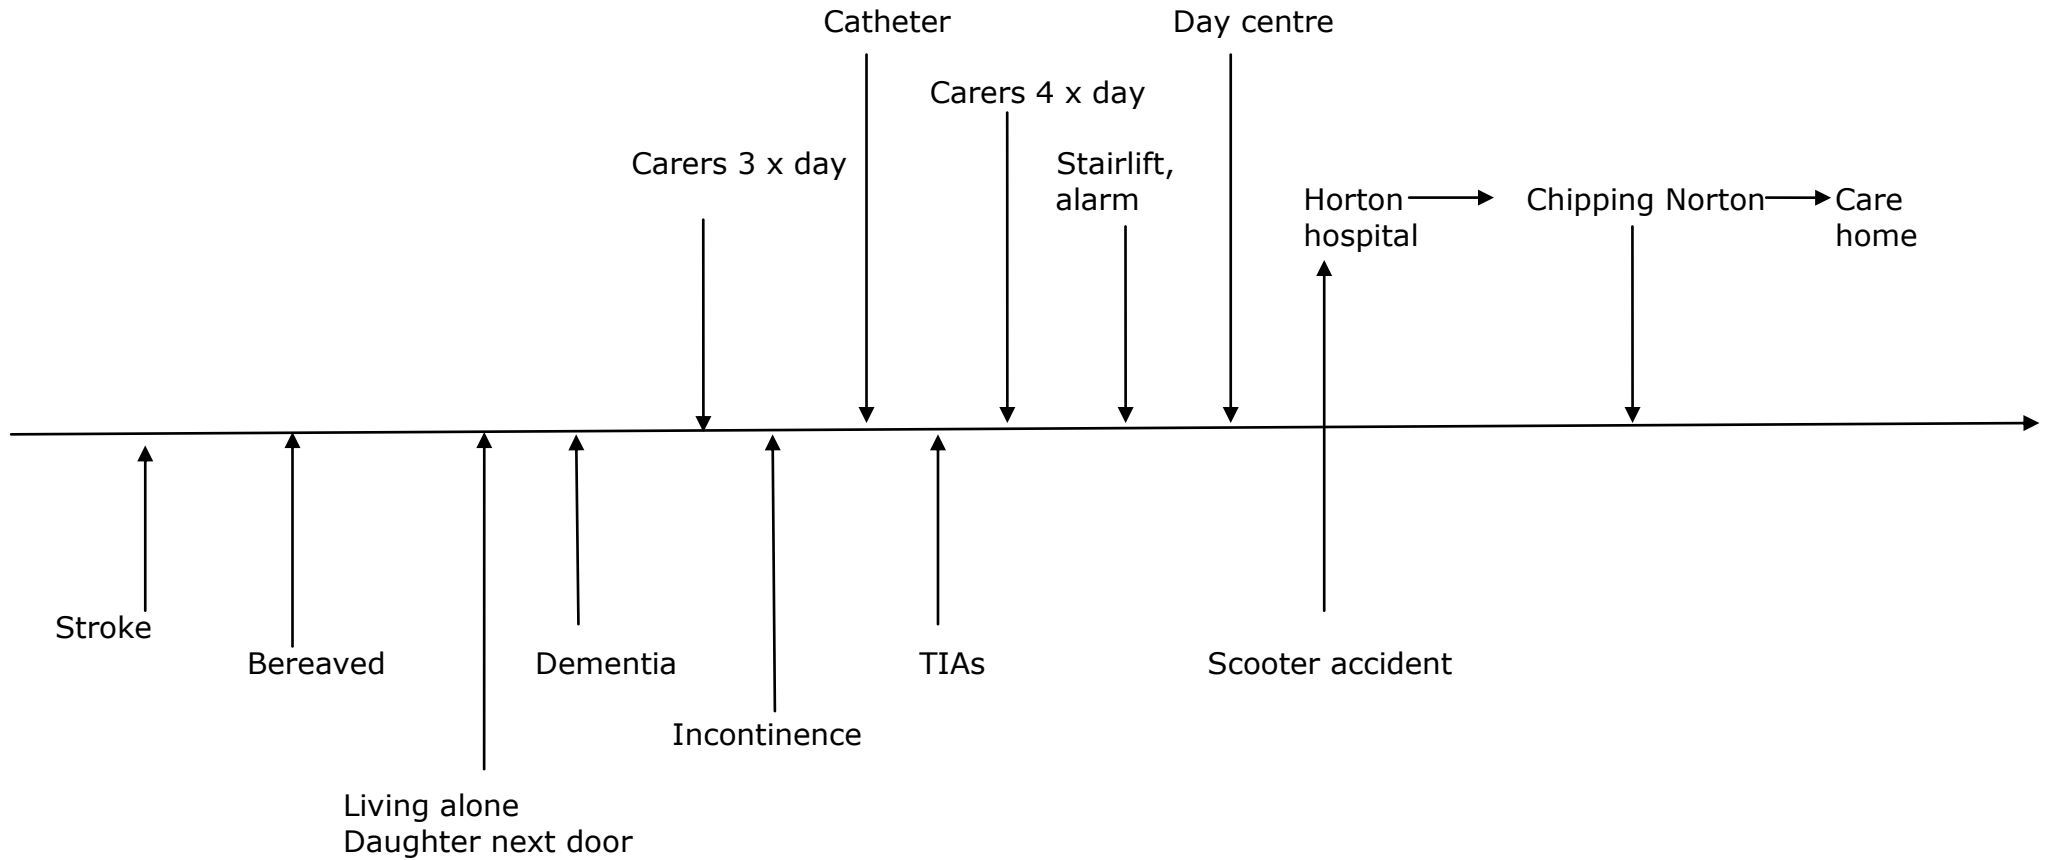 Catheter
Day centre
Carers 4 x day
Carers 3 x day
Stairlift,
alarm
Horton
hospital
Chipping Norton
Care
home
Stroke
Bereaved
Dementia
TIAs
Scooter accident
Incontinence
Living alone
Daughter next door